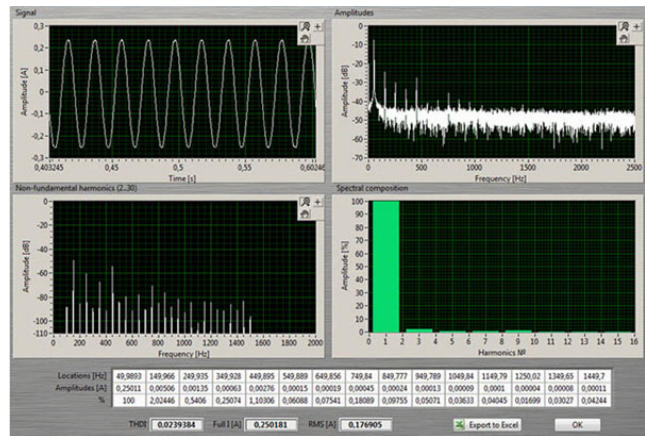 Signal
Amplitudes
0,3-
0,2-
0,1-
0-
-0,1-
-0,2-
-0,3-
Amplitude [A]
0,403245
0,45
0,5
0,55
0,60246
Time [s]
0-
-10-
-20-
-30-
-40-
-50-
-60-
-70-
Amplitude [dB]
0
500
1000
1500
2000
2500
Frequency [Hz]
Non-fundamental harmonics (2..30)
Spectral composition
0-
-20-
-40-
-60-
-80-
-100-
-110-
Amplitude [dB]
0 200 400 600 800 1000 1200 1400 1600 1800 2000
Frequency [Hz]
100-
90-
80-
70-
60-
50-
40-
30-
20-
10-
0-
Amplitude [%]
0 1 2 3 4 5 6 7 8 9 10 11 12 13 14 15 16
Harmonics №
Locations [Hz] 49,9893 149,966 249,935 349,928 449,895 549,889 649,856 749,84 849,777 949,789 1049,84 1149,79 1250,02 1349,65 1449,7
Amplitudes [A] 0,25011 0,00506 0,00135 0,00063 0,00276 0,00015 0,00019 0,00045 0,00024 0,00013 0,0009 0,0001 0,00004 0,00008 0,00011
% 100 2,02446 0,5406 0,25074 1,10306 0,06088 0,07541 0,18089 0,09755 0,05071 0,03633 0,04045 0,01699 0,03027 0,04244
THDI 0,0239384 Full I [A] 0,250181 RMS [A] 0,176905 Export to Excel OK